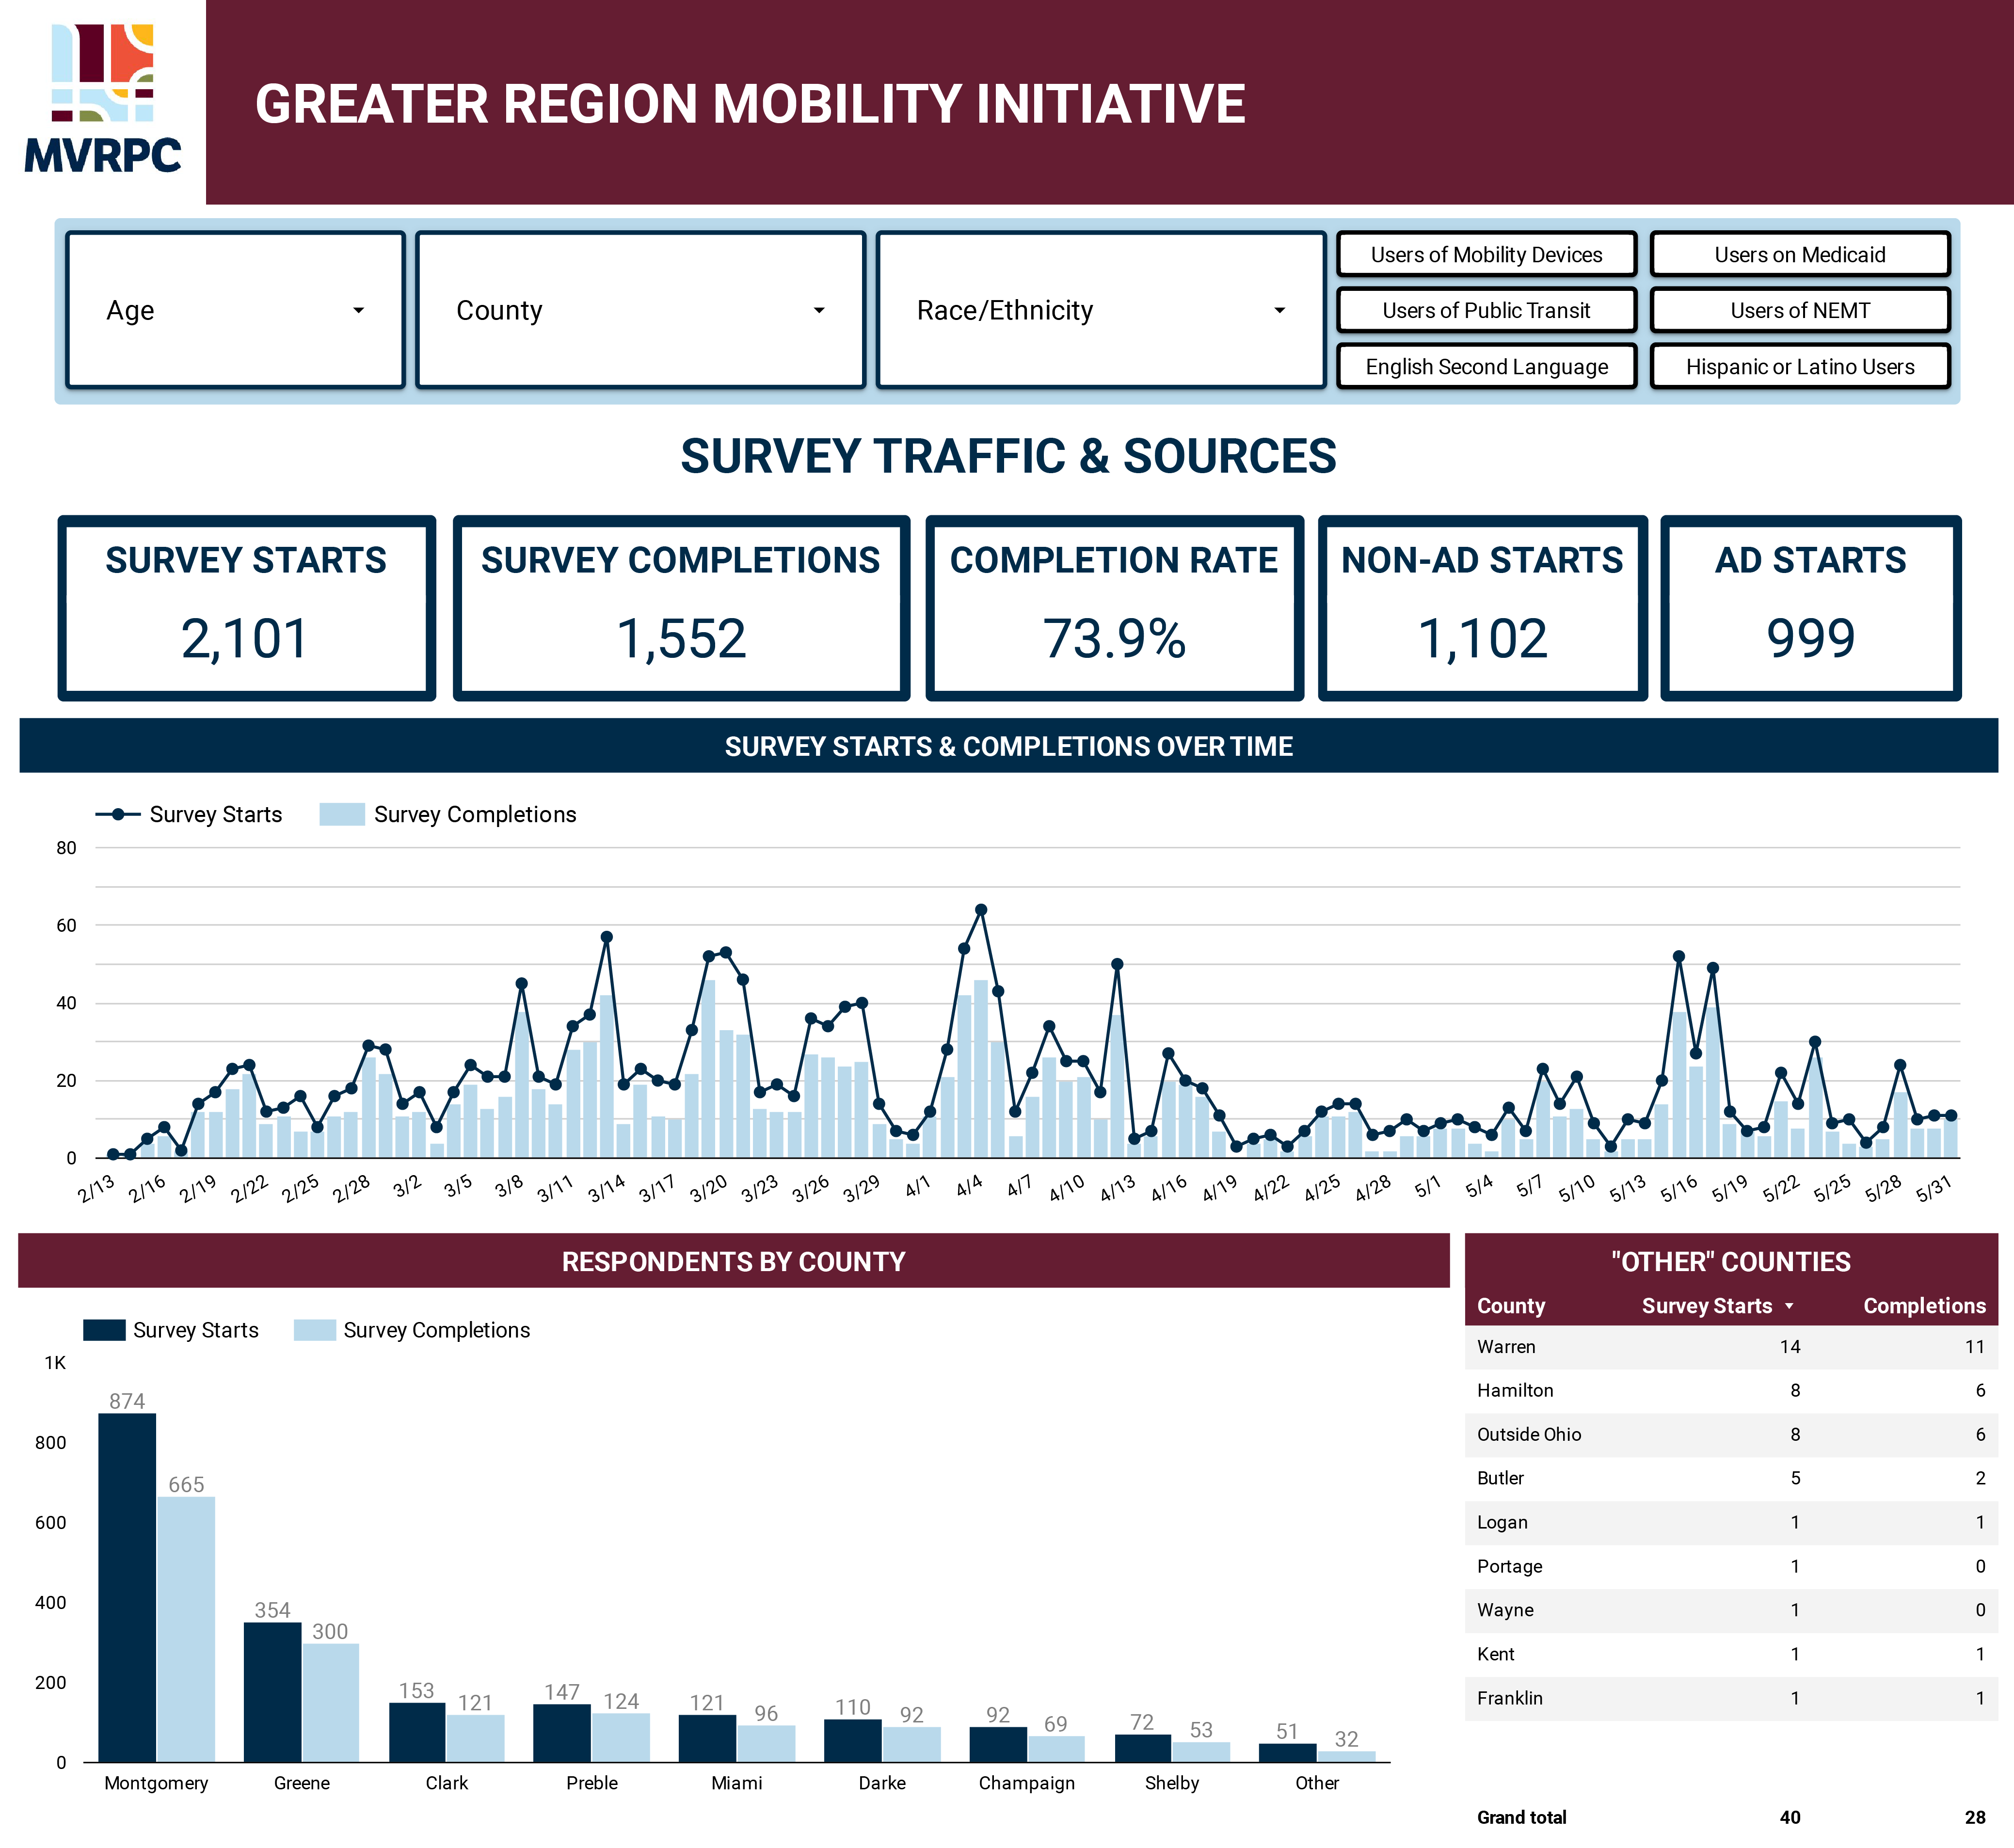 MVRPC
GREATER REGION MOBILITY INITIATIVE
Age
County
Race/Ethnicity
Users of Mobility Devices
Users on Medicaid
Users of Public Transit
Users of NEMT
English Second Language
Hispanic or Latino Users
SURVEY TRAFFIC & SOURCES
SURVEY STARTS
2,101
SURVEY COMPLETIONS
1,552
COMPLETION RATE
73.9%
NON-AD STARTS
1,102
AD STARTS
999
SURVEY STARTS & COMPLETIONS OVER TIME
Survey Starts
Survey Completions
80
60
40
20
0
2/13 2/16 2/19 2/22 2/25 2/28 3/2 3/5 3/8 3/11 3/14 3/17 3/20 3/23 3/26 3/29 4/1 4/4 4/7 4/10 4/13 4/16 4/19 4/22 4/25 4/28 5/1 5/4 5/7 5/10 5/13 5/16 5/19 5/22 5/25 5/28 5/31
RESPONDENTS BY COUNTY
Survey Starts
Survey Completions
1K
800
600
400
200
0
874 665
354 300
153 121
147 124
121 96
110 92
92 69
72 53
51 32
Montgomery Greene Clark Preble Miami Darke Champaign Shelby Other
"OTHER" COUNTIES
County Survey Starts Completions
Warren 14 11
Hamilton 8 6
Outside Ohio 8 6
Butler 5 2
Logan 1 1
Portage 1 0
Wayne 1 0
Kent 1 1
Franklin 1 1
Grand total 40 28